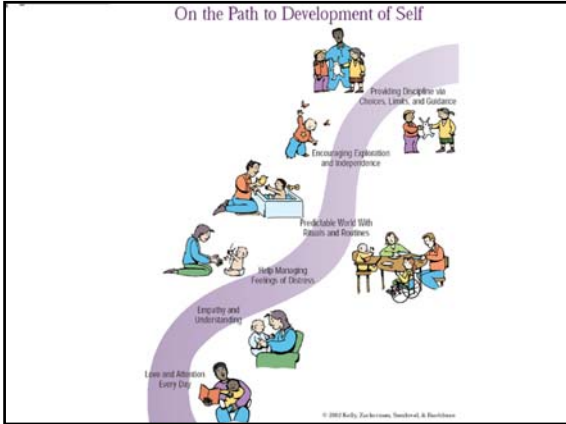 On the Path to Development of Self
Providing Discipline via
Choices, Limits, and Guidance
Encouraging Exploration
and Independence
Predictable World With
Rituals and Routines
Help Managing
Feelings of Distress
Empathy and
Understanding
Love and Attention
Every Day
© 2002 Kelly, Zuckerman, Sandoval, &